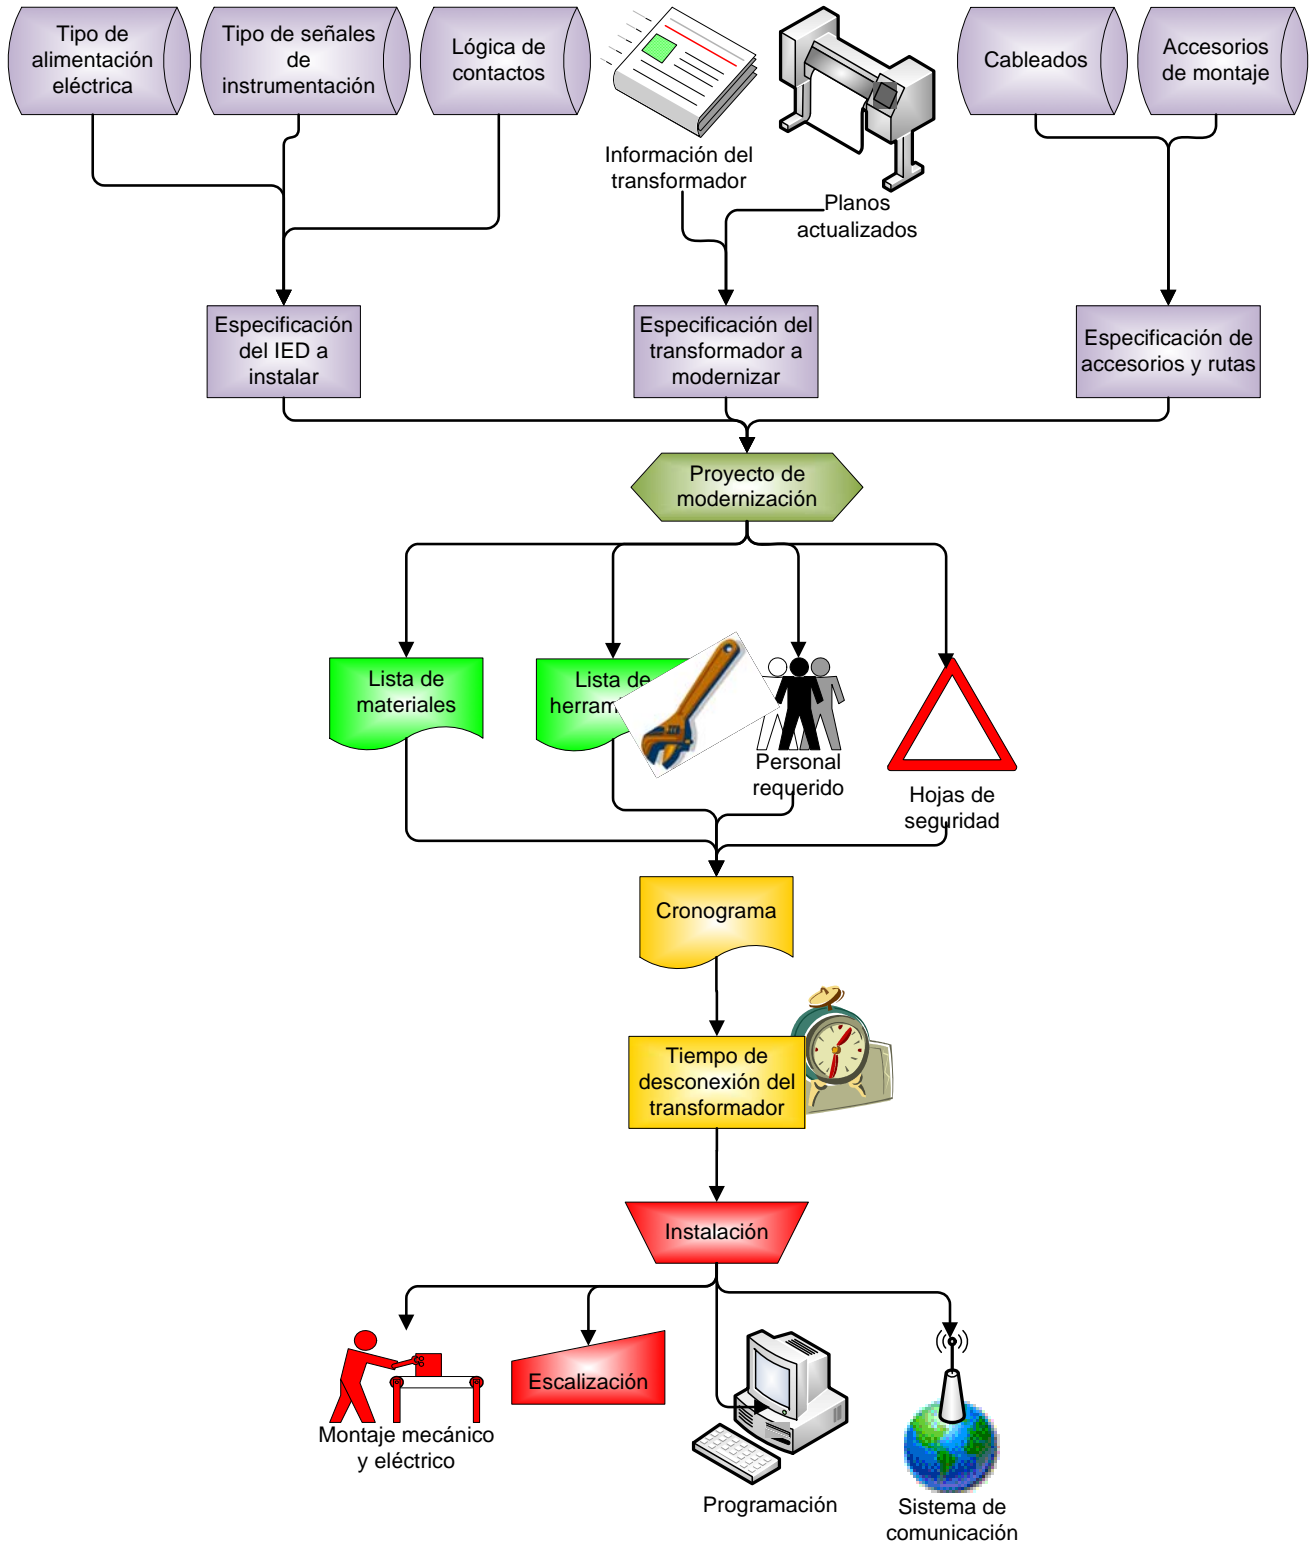 Tipo de
alimentación
eléctrica
Tipo de señales
de
instrumentación
Lógica de
contactos
Información del
transformador
Planos
actualizados
Cableados
Accesorios
de montaje
Especificación
del IED a
instalar
Especificación del
transformador a
modernizar
Especificación de
accesorios y rutas
Proyecto de
modernización
Lista de
materiales
Lista de
Personal
requerido
Hojas de
seguridad
Cronograma
Tiempo de
desconexión del
transformador
Instalación
Montaje mecánico
y eléctrico
Escalización
Programación
Sistema de
comunicación